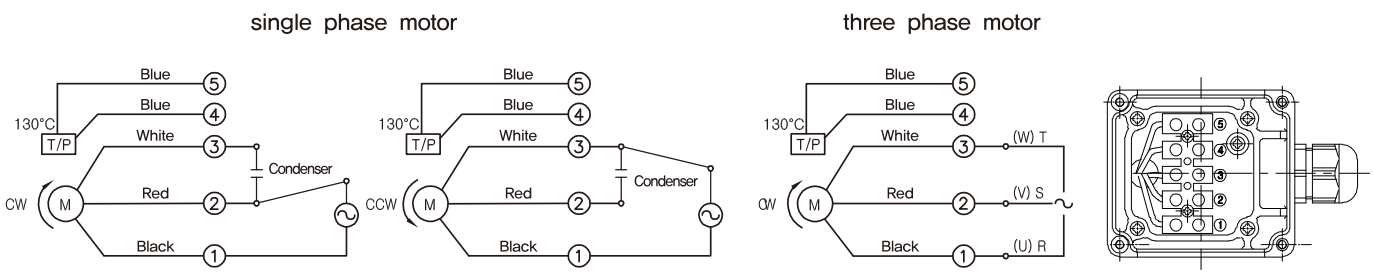 single phase motor
Blue
⑤
Blue
④
130°C
T/P
White
③
Condenser
Red
②
CW
M
Black
①
Blue
⑤
Blue
④
130°C
T/P
White
③
Condenser
Red
②
CCW
M
Black
①
three phase motor
Blue
⑤
Blue
④
130°C
T/P
White
③
(W) T
Red
②
(V) S
CW
M
Black
①
(U) R
⑤
④
③
②
①